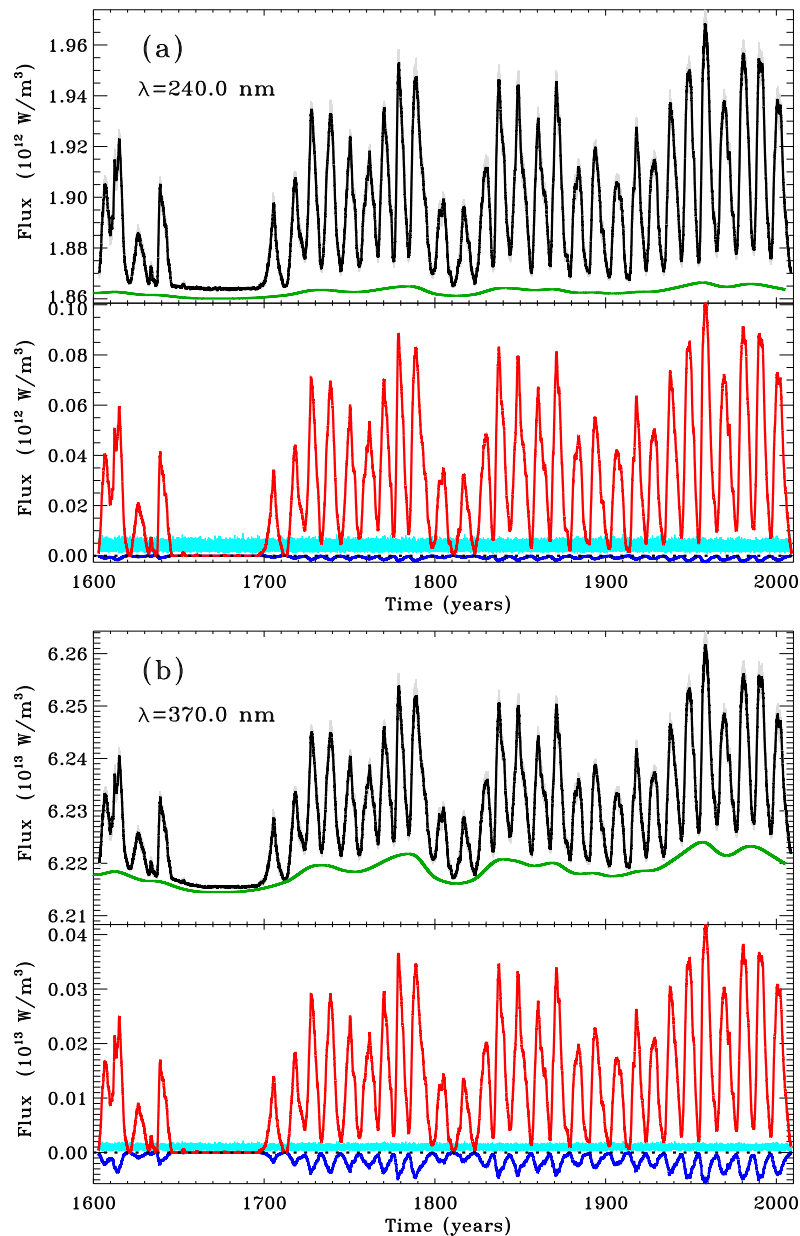 (a)
λ=240.0 nm
Flux (10¹² W/m³)
1.96
1.94
1.92
1.90
1.88
1.86
Flux (10¹² W/m³)
0.10
0.08
0.06
0.04
0.02
0.00
1600 1700 1800 1900 2000
Time (years)
(b)
λ=370.0 nm
Flux (10¹³ W/m³)
6.26
6.25
6.24
6.23
6.22
6.21
Flux (10¹³ W/m³)
0.04
0.03
0.02
0.01
0.00
1600 1700 1800 1900 2000
Time (years)